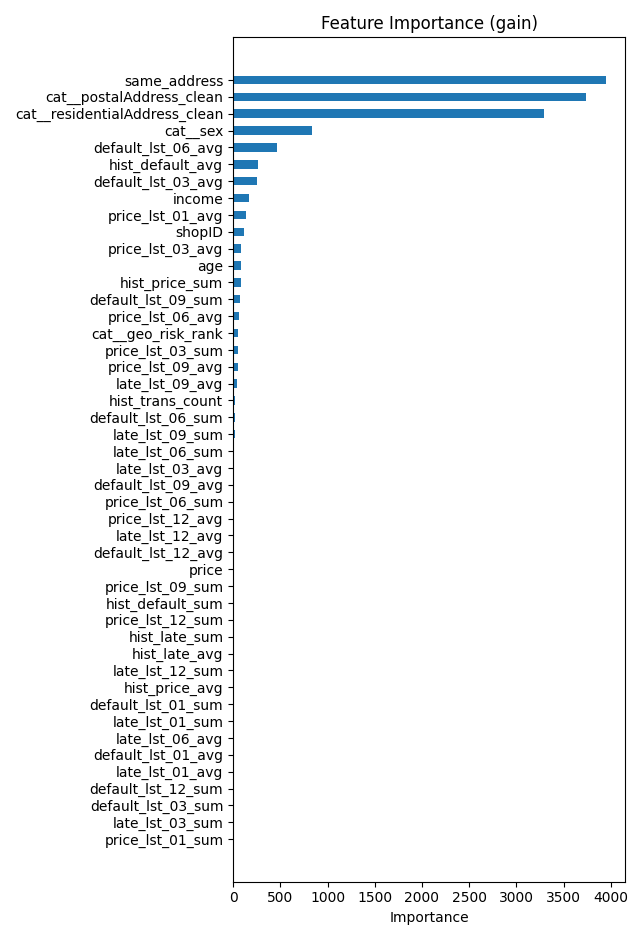 Feature Importance (gain)
same_address
cat__postalAddress_clean
cat__residentialAddress_clean
cat__sex
default_lst_06_avg
hist_default_avg
default_lst_03_avg
income
price_lst_01_avg
shopID
price_lst_03_avg
age
hist_price_sum
default_lst_09_sum
price_lst_06_avg
cat__geo_risk_rank
price_lst_03_sum
price_lst_09_avg
late_lst_09_avg
hist_trans_count
default_lst_06_sum
late_lst_09_sum
late_lst_06_sum
late_lst_03_avg
default_lst_09_avg
price_lst_06_sum
price_lst_12_avg
late_lst_12_avg
default_lst_12_avg
price
price_lst_09_sum
hist_default_sum
price_lst_12_sum
hist_late_sum
hist_late_avg
late_lst_12_sum
hist_price_avg
default_lst_01_sum
late_lst_01_sum
late_lst_06_avg
default_lst_01_avg
late_lst_01_avg
default_lst_12_sum
default_lst_03_sum
late_lst_03_sum
price_lst_01_sum
0 500 1000 1500 2000 2500 3000 3500 4000
Importance